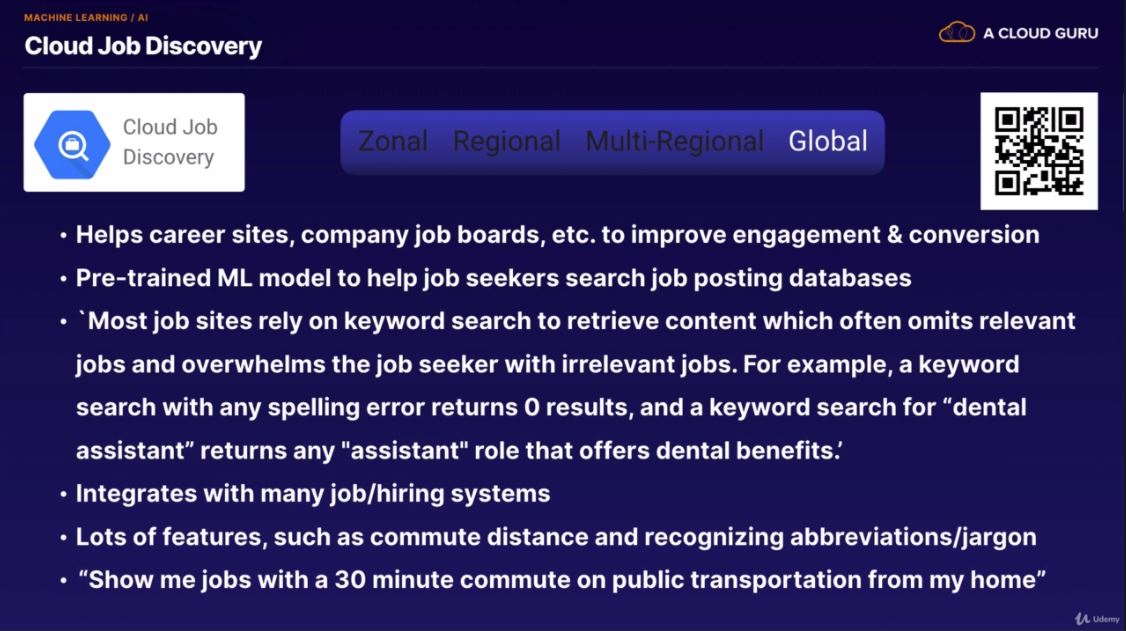 MACHINE LEARNING / AI
Cloud Job Discovery
A CLOUD GURU
Cloud Job
Discovery
Zonal Regional Multi-Regional Global
• Helps career sites, company job boards, etc. to improve engagement & conversion
• Pre-trained ML model to help job seekers search job posting databases
• `Most job sites rely on keyword search to retrieve content which often omits relevant
jobs and overwhelms the job seeker with irrelevant jobs. For example, a keyword
search with any spelling error returns 0 results, and a keyword search for “dental
assistant” returns any "assistant" role that offers dental benefits.’
• Integrates with many job/hiring systems
• Lots of features, such as commute distance and recognizing abbreviations/jargon
• “Show me jobs with a 30 minute commute on public transportation from my home”
Udemy